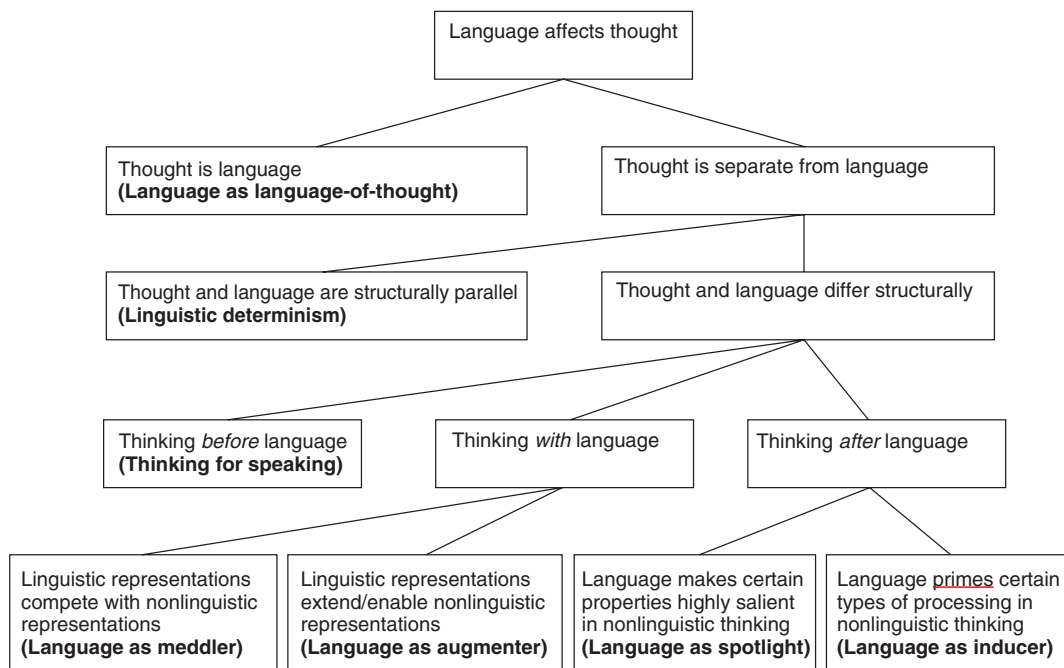 Language affects thought
Thought is language
(Language as language-of-thought)
Thought is separate from language
Thought and language are structurally parallel
(Linguistic determinism)
Thought and language differ structurally
Thinking before language
(Thinking for speaking)
Thinking with language
Thinking after language
Linguistic representations
compete with nonlinguistic
representations
(Language as meddler)
Linguistic representations
extend/enable nonlinguistic
representations
(Language as augmenter)
Language makes certain
properties highly salient
in nonlinguistic thinking
(Language as spotlight)
Language primes certain
types of processing in
nonlinguistic thinking
(Language as inducer)